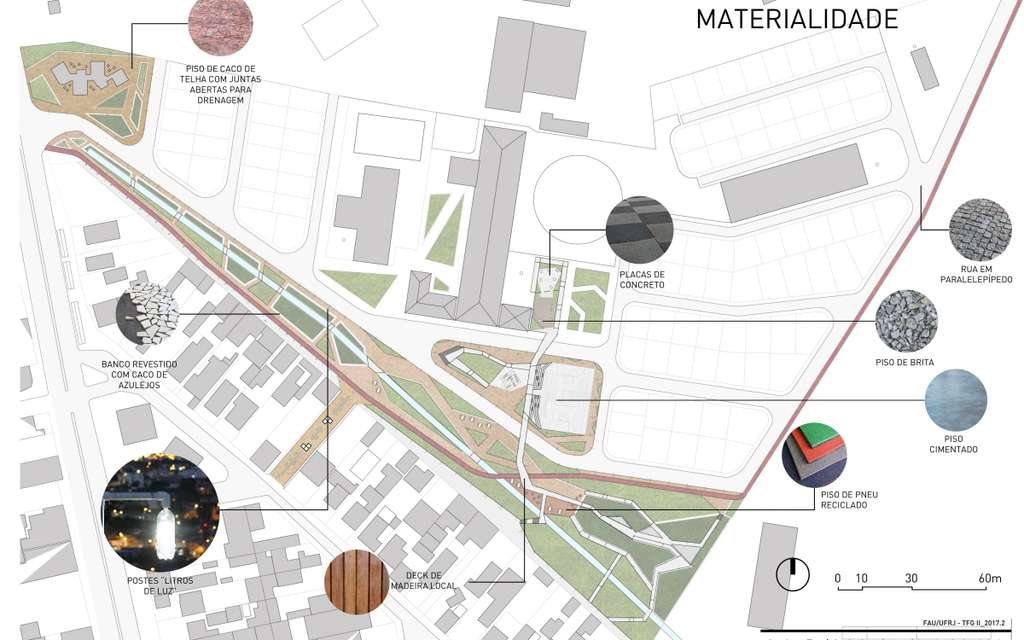 MATERIALIDADE
PISO DE CACO DE
TELHA COM JUNTAS
ABERTAS PARA
DRENAGEM
PLACAS DE
CONCRETO
RUA EM
PARALELEPÍPEDO
PISO DE BRITA
BANCO REVESTIDO
COM CACO DE
AZULEJOS
PISO
CIMENTADO
PISO DE PNEU
RECICLADO
POSTES "LITROS
DE LUZ"
DECK DE
MADEIRA LOCAL
0 10 30 60m
FAU/UFRJ - TFG II_2017.2